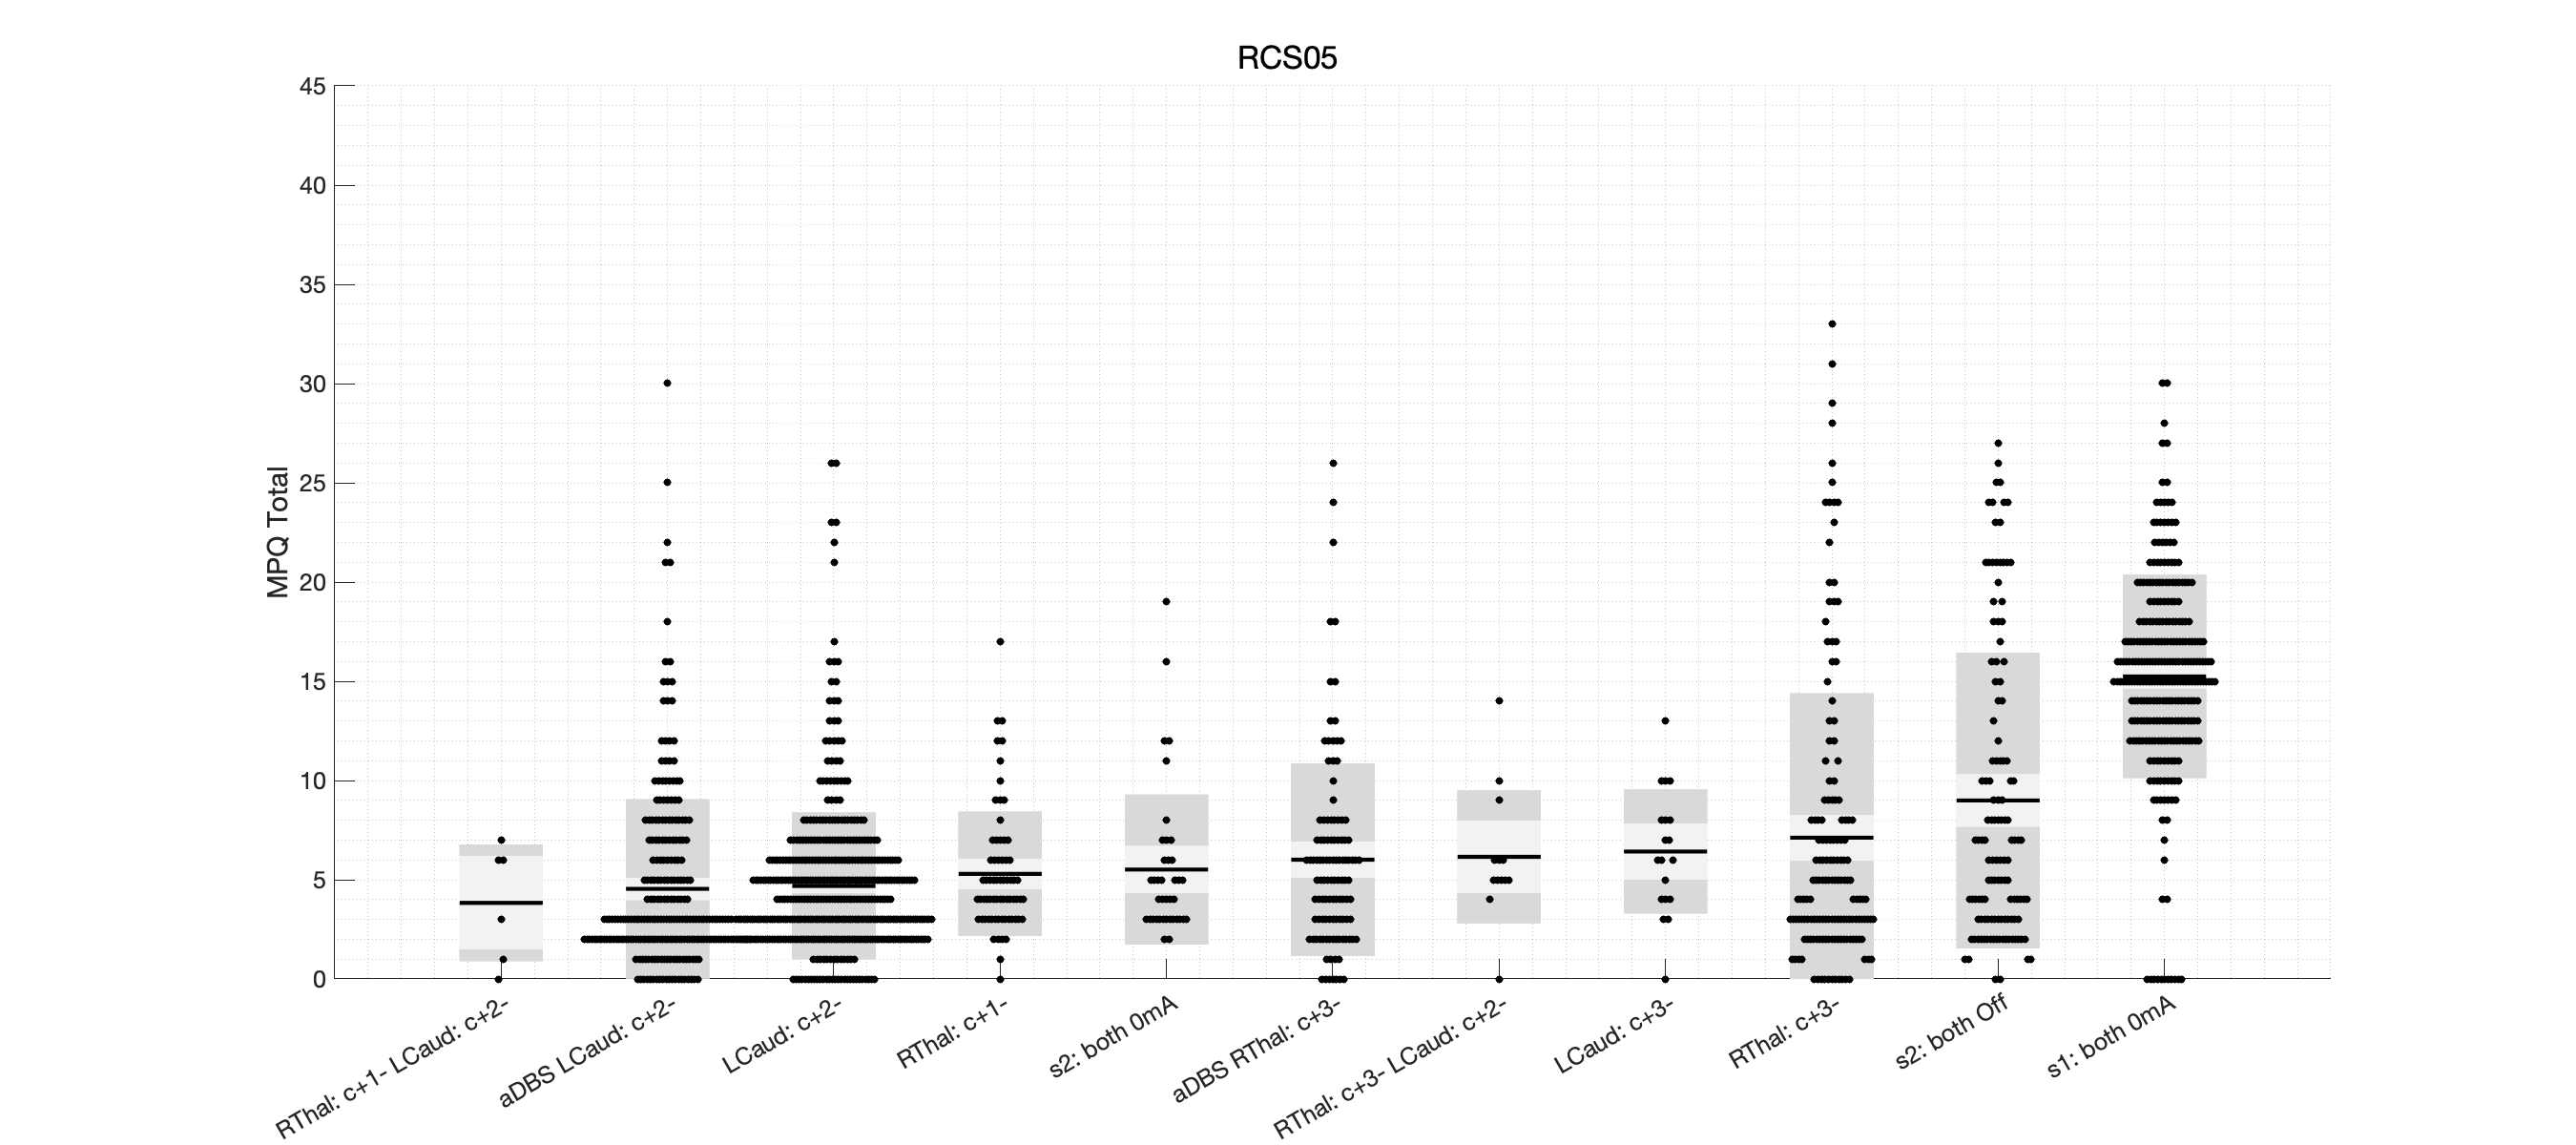 RCS05
45
40
35
30
25
20
15
10
5
0
MPQ Total
RThal: c+1- LCaud: c+2-
aDBS LCaud: c+2-
LCaud: c+2-
RThal: c+1-
s2: both 0mA
aDBS RThal: c+3-
RThal: c+3- LCaud: c+2-
LCaud: c+3-
RThal: c+3-
s2: both Off
s1: both 0mA